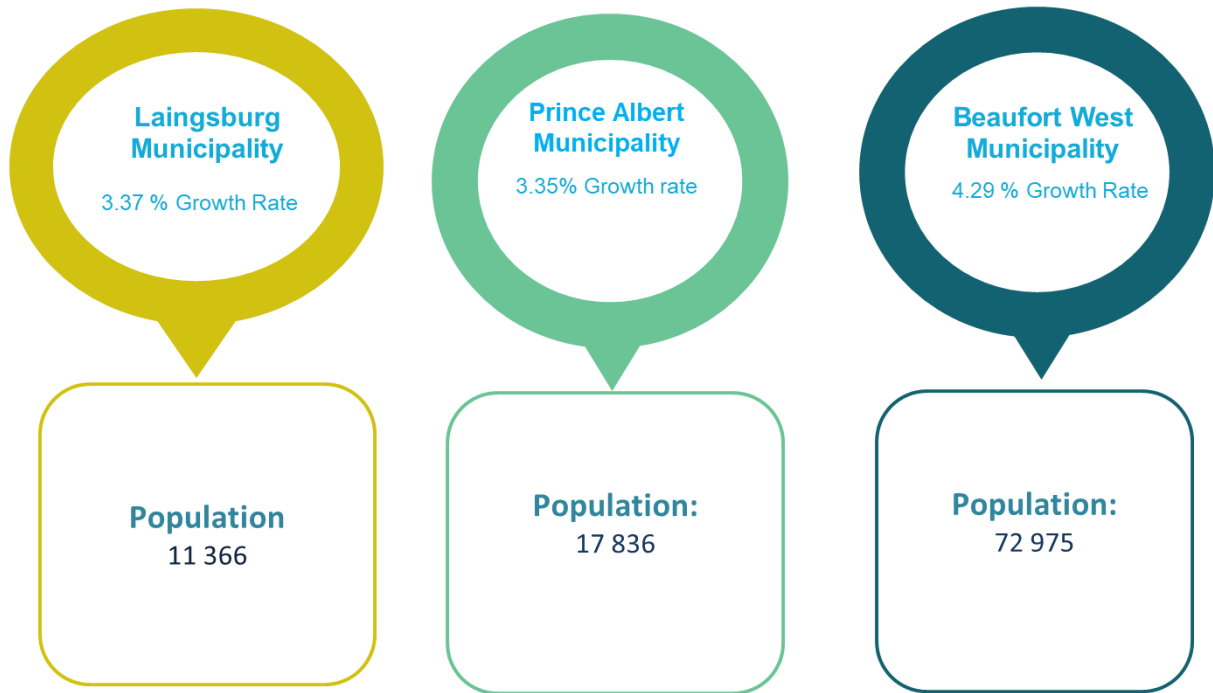 Laingsburg
Municipality
3.37 % Growth Rate
Population
11 366
Prince Albert
Municipality
3.35% Growth rate
Population:
17 836
Beaufort West
Municipality
4.29 % Growth Rate
Population:
72 975